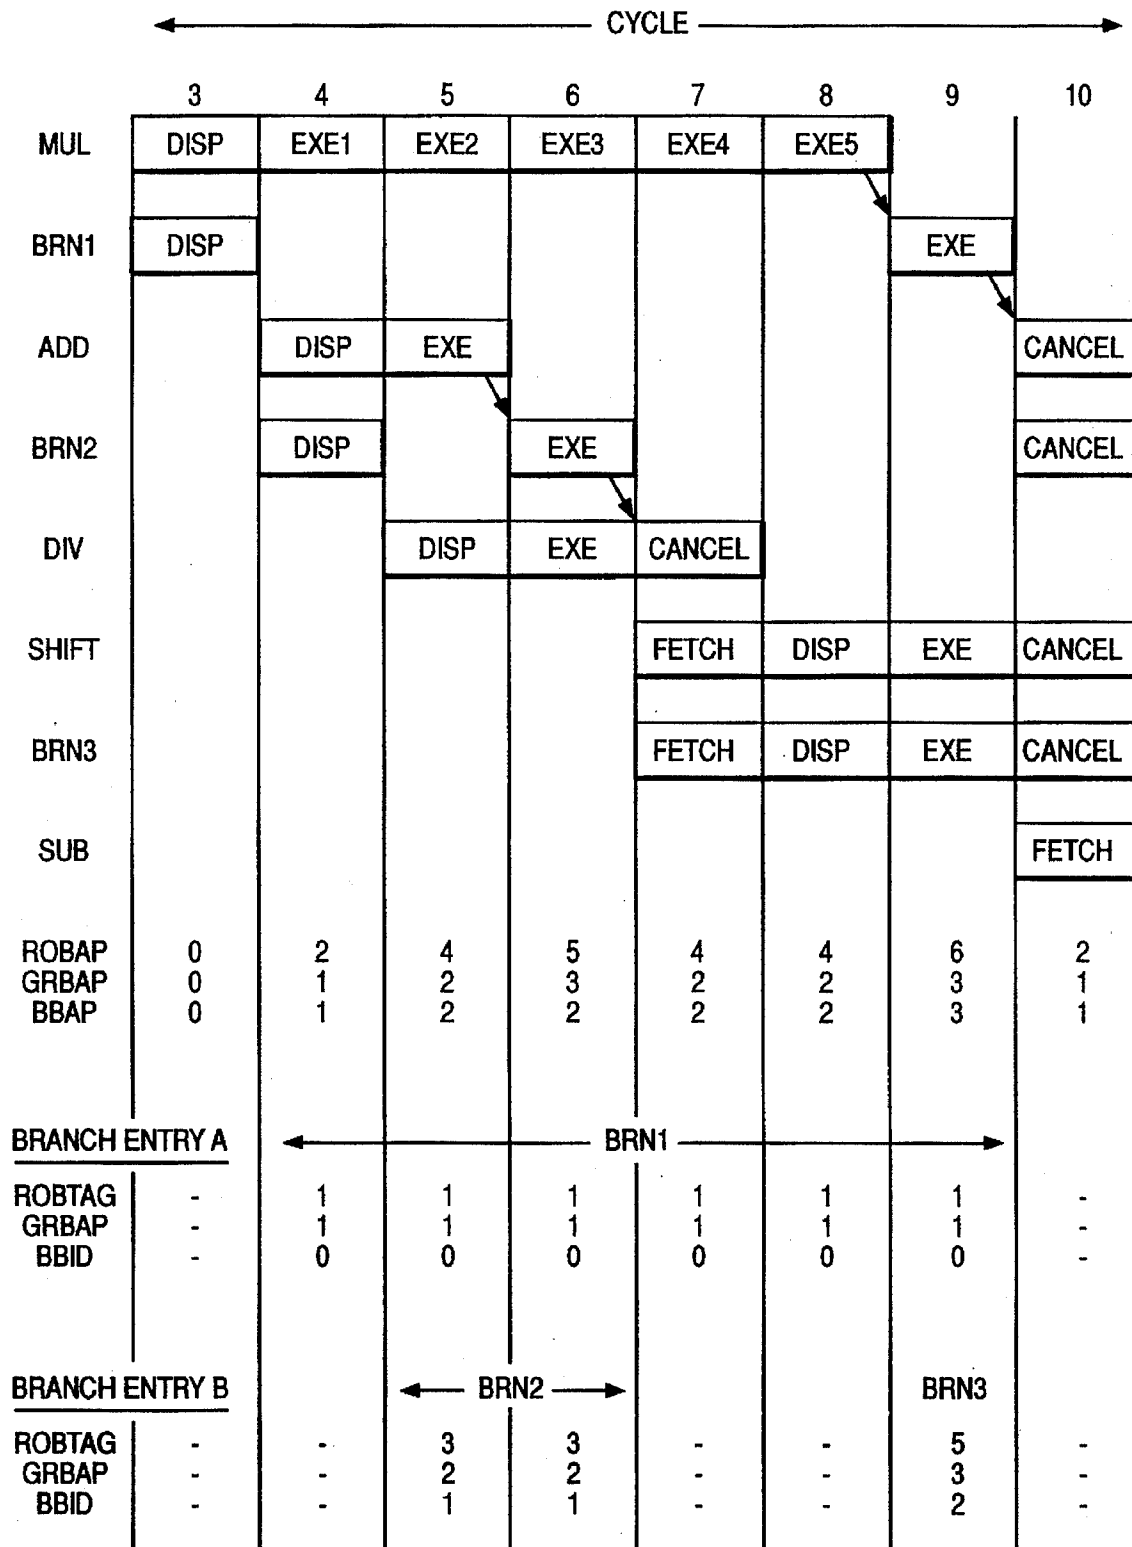 CYCLE
3 4 5 6 7 8 9 10
MUL DISP EXE1 EXE2 EXE3 EXE4 EXE5
BRN1 DISP EXE
ADD DISP EXE CANCEL
BRN2 DISP EXE CANCEL
DIV DISP EXE CANCEL
SHIFT FETCH DISP EXE CANCEL
BRN3 FETCH DISP EXE CANCEL
SUB FETCH
ROBAP 0 2 4 5 4 4 6 2
GRBAP 0 1 2 3 2 2 3 1
BBAP 0 1 2 2 2 2 3 1
BRANCH ENTRY A BRN1
ROBTAG - 1 1 1 1 1 1 -
GRBAP - 1 1 1 1 1 1 -
BBID - 0 0 0 0 0 0 -
BRANCH ENTRY B BRN2 BRN3
ROBTAG - - 3 3 - - 5 -
GRBAP - - 2 2 - - 3 -
BBID - - 1 1 - - 2 -